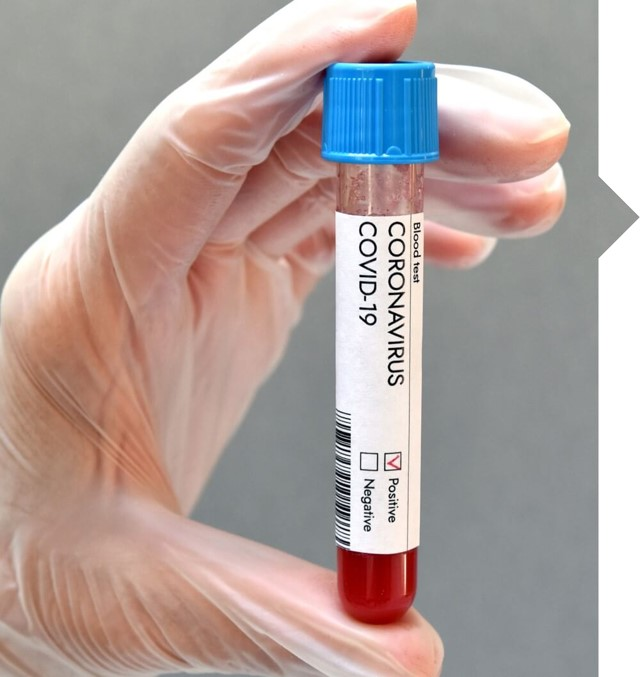 Blood test
CORONAVIRUS
COVID-19
Positive
Negative